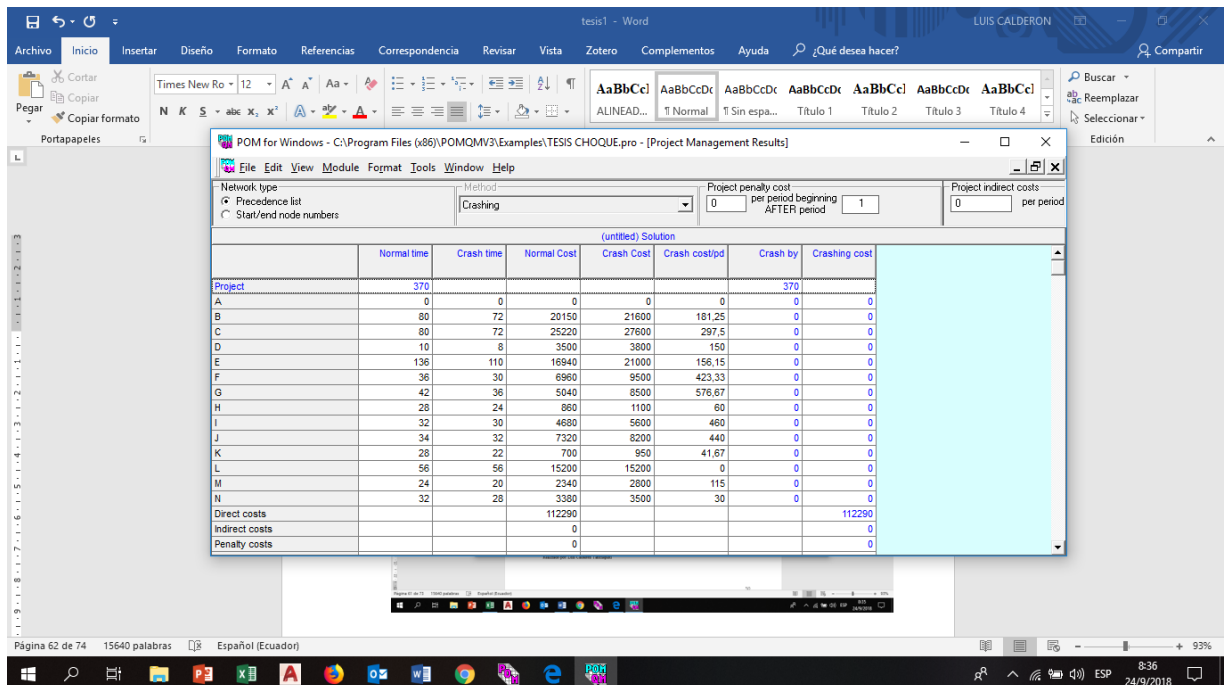 tesis1 - Word
LUIS CALDERON
Archivo Inicio Insertar Diseño Formato Referencias Correspondencia Revisar Vista Zotero Complementos Ayuda ¿Qué desea hacer? Compartir
Pegar
Cortar
Copiar
Copiar formato
Portapapeles
Times New Ro 12
N K S abc X₂ X²
AaBbCcl AaBbCcDc AaBbCcDc AaBbCcDc AaBbCcl AaBbCcDc AaBbCcl
ALINEAD... ¶ Normal ¶ Sin espa... Título 1 Título 2 Título 3 Título 4
Buscar
Reemplazar
Seleccionar
Edición
POM for Windows - C:\Program Files (x86)\POMQMV3\Examples\TESIS CHOQUE.pro - [Project Management Results]
File Edit View Module Format Tools Window Help
Network type
Precedence list
Start/end node numbers
Method
Crashing
Project penalty cost
0 per period beginning AFTER period 1
Project indirect costs
0 per period
(untitled) Solution
Normal time Crash time Normal Cost Crash Cost Crash cost/pd Crash by Crashing cost
Project 370 370
A 0 0 0 0 0 0 0
B 80 72 20150 21600 181,25 0 0
C 80 72 25220 27600 297,5 0 0
D 10 8 3500 3800 150 0 0
E 136 110 16940 21000 156,15 0 0
F 36 30 6960 9500 423,33 0 0
G 42 36 5040 8500 576,67 0 0
H 28 24 860 1100 60 0 0
I 32 30 4680 5600 460 0 0
J 34 32 7320 8200 440 0 0
K 28 22 700 950 41,67 0 0
L 56 56 15200 15200 0 0 0
M 24 20 2340 2800 115 0 0
N 32 28 3380 3500 30 0 0
Direct costs 112290 112290
Indirect costs 0 0
Penalty costs 0 0
Página 62 de 74 15640 palabras Español (Ecuador) 93%
ESP
8:36
24/9/2018